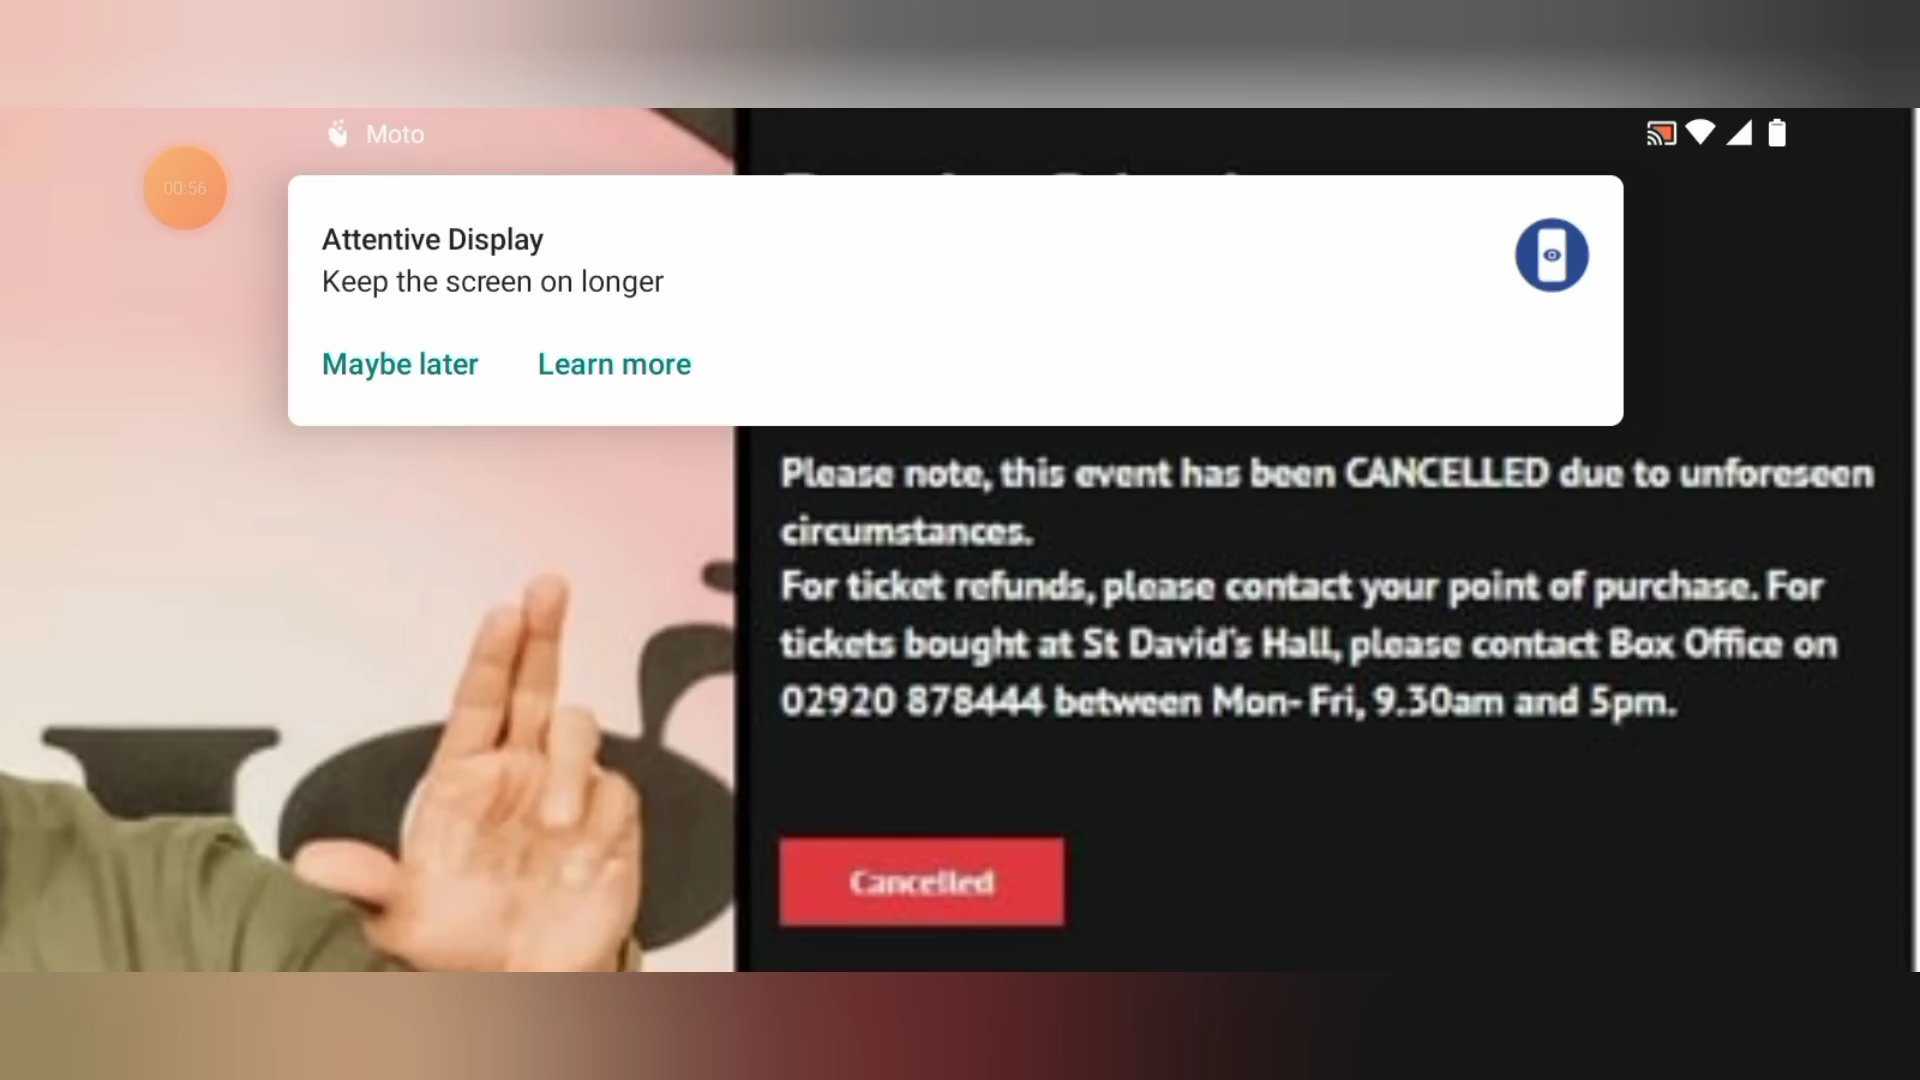 Moto
00:56
Attentive Display
Keep the screen on longer
Maybe later Learn more
Please note, this event has been CANCELLED due to unforeseen
circumstances.
For ticket refunds, please contact your point of purchase. For
tickets bought at St David's Hall, please contact Box Office on
02920 878444 between Mon- Fri, 9.30am and 5pm.
Cancelled